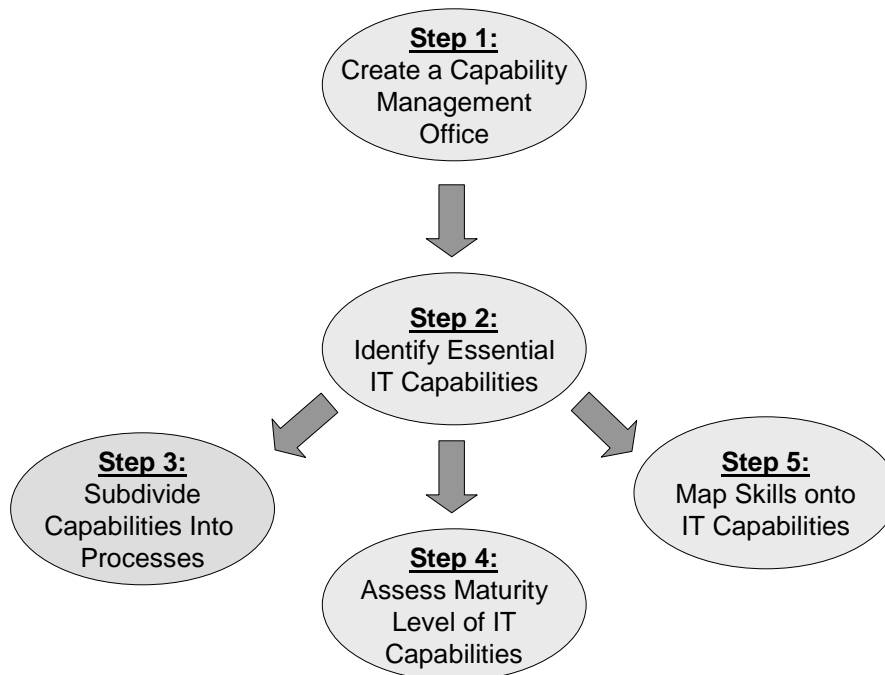 Step 1:
Create a Capability
Management
Office
Step 2:
Identify Essential
IT Capabilities
Step 3:
Subdivide
Capabilities Into
Processes
Step 4:
Assess Maturity
Level of IT
Capabilities
Step 5:
Map Skills onto
IT Capabilities